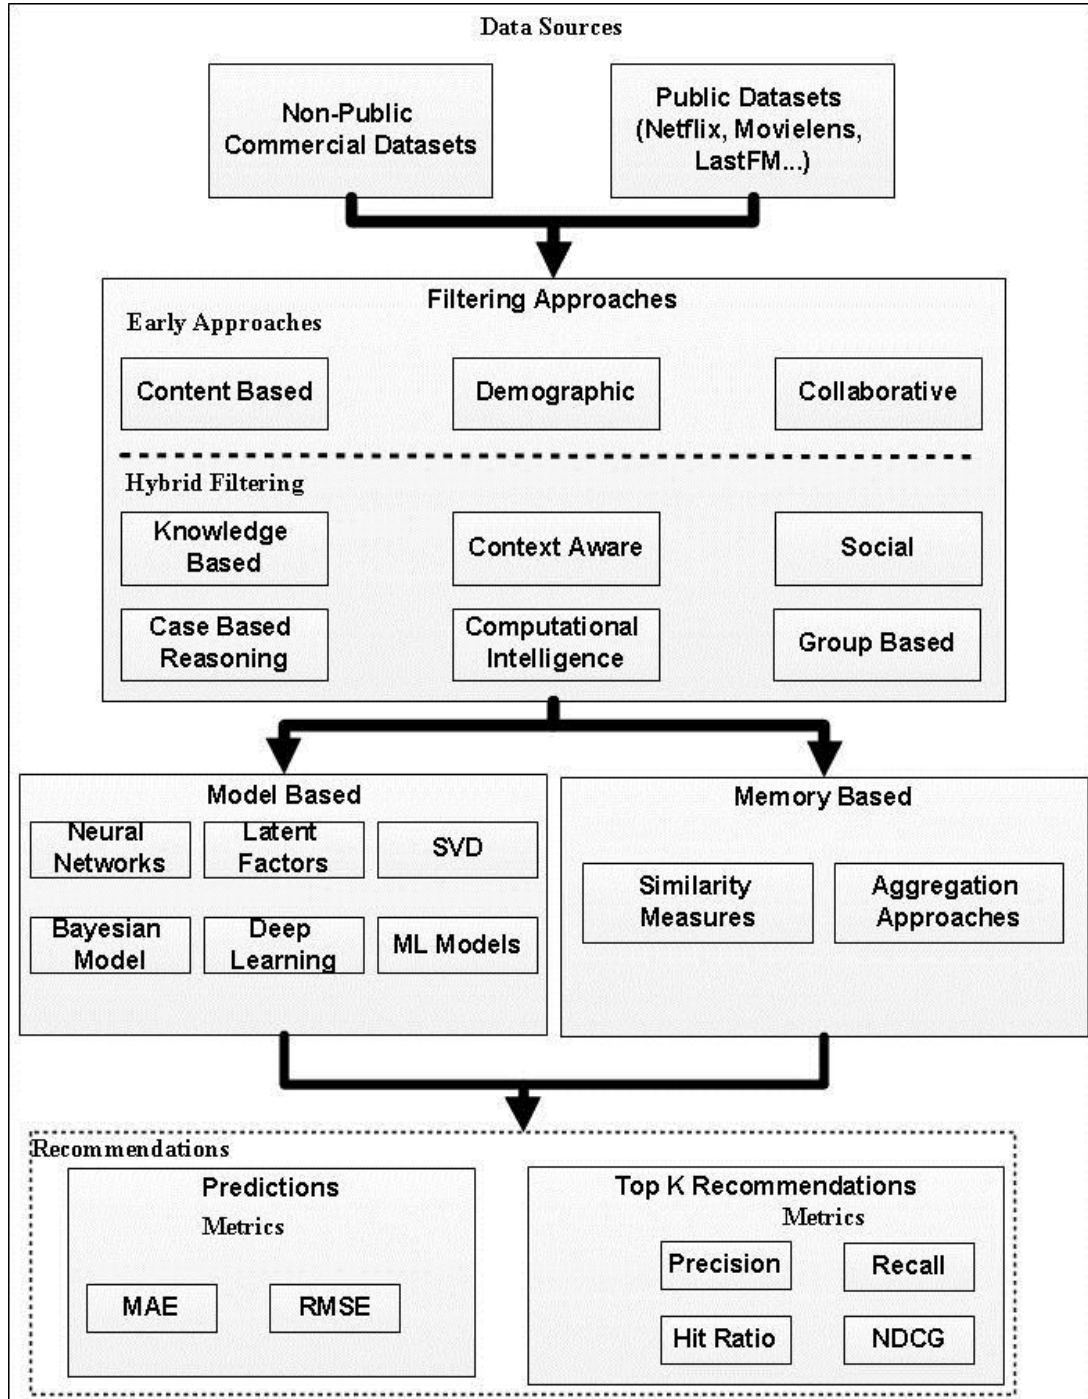 Data Sources
Non-Public
Commercial Datasets
Public Datasets
(Netflix, Movielens,
LastFM...)
Filtering Approaches
Early Approaches
Content Based
Demographic
Collaborative
Hybrid Filtering
Knowledge
Based
Context Aware
Social
Case Based
Reasoning
Computational
Intelligence
Group Based
Model Based
Neural
Networks
Latent
Factors
SVD
Bayesian
Model
Deep
Learning
ML Models
Memory Based
Similarity
Measures
Aggregation
Approaches
Recommendations
Predictions
Metrics
MAE
RMSE
Top K Recommendations
Metrics
Precision
Recall
Hit Ratio
NDCG